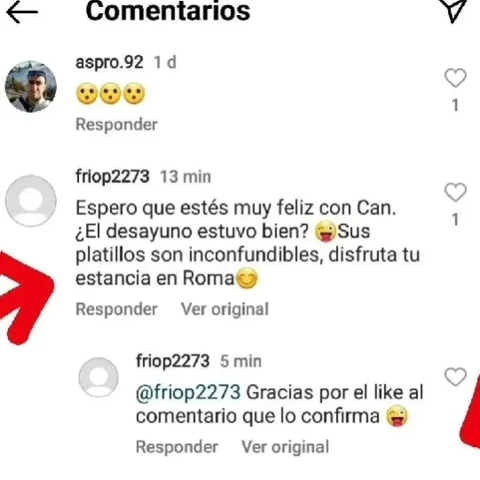 Comentarios
aspro.92 1 d
😮😮😮
Responder
1
friop2273 13 min
Espero que estés muy feliz con Can.
¿El desayuno estuvo bien? 😜Sus
platillos son inconfundibles, disfruta tu
estancia en Roma😊
1
Responder Ver original
friop2273 5 min
@friop2273 Gracias por el like al
comentario que lo confirma 😜
Responder Ver original